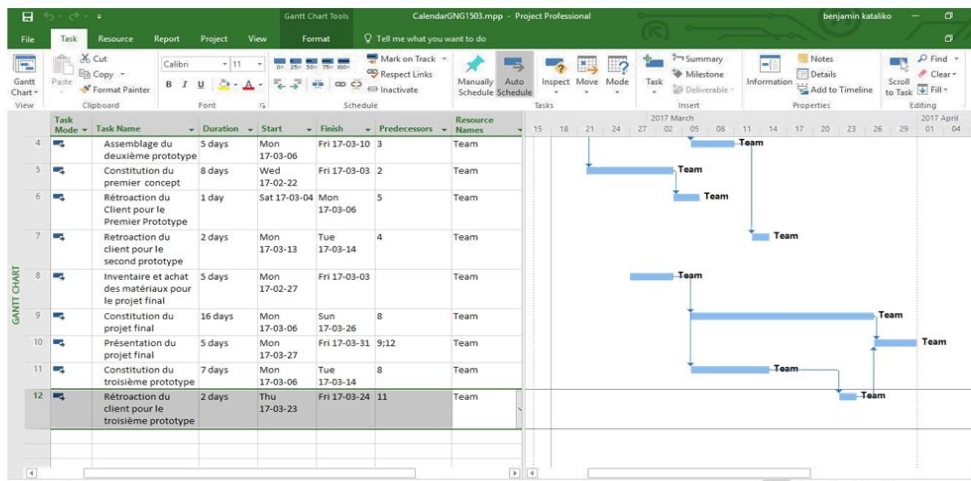 Gantt Chart Tools CalendarGNG1503.mpp - Project Professional benjamin kataliko
File Task Resource Report Project View Format Tell me what you want to do
Gantt Chart
View
Paste
Cut
Copy
Format Painter
Clipboard
Calibri 11
B I U A
Font
0% 25% 50% 75% 100%
Mark on Track
Respect Links
Inactivate
Schedule
Manually Schedule
Auto Schedule
Inspect Move Mode
Tasks
Task
Summary
Milestone
Deliverable
Insert
Information
Notes
Details
Add to Timeline
Properties
Scroll to Task
Find
Clear
Fill
Editing
Task Mode Task Name Duration Start Finish Predecessors Resource Names
2017 March 2017 April
15 18 21 24 27 02 05 08 11 14 17 20 23 26 29 01 04
GANTT CHART
4 Assemblage du deuxième prototype 5 days Mon 17-03-06 Fri 17-03-10 3 Team
5 Constitution du premier concept 8 days Wed 17-02-22 Fri 17-03-03 2 Team
6 Rétroaction du Client pour le Premier Prototype 1 day Sat 17-03-04 Mon 17-03-06 5 Team
7 Retroaction du client pour le second prototype 2 days Mon 17-03-13 Tue 17-03-14 4 Team
8 Inventaire et achat des matériaux pour le projet final 5 days Mon 17-02-27 Fri 17-03-03 Team
9 Constitution du projet final 16 days Mon 17-03-06 Sun 17-03-26 8 Team
10 Présentation du projet final 5 days Mon 17-03-27 Fri 17-03-31 9;12 Team
11 Constitution du troisième prototype 7 days Mon 17-03-06 Tue 17-03-14 8 Team
12 Rétroaction du client pour le troisième prototype 2 days Thu 17-03-23 Fri 17-03-24 11 Team
Team
Team
Team
Team
Team
Team
Team
Team
Team